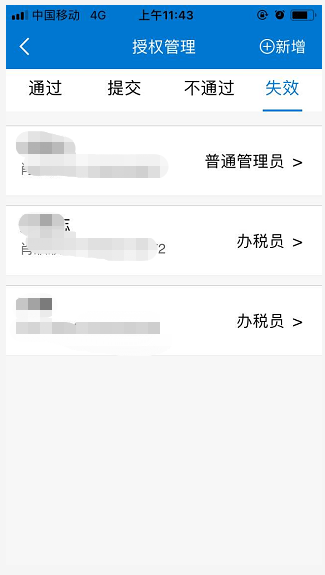 中国移动 4G 上午11:43
授权管理 新增
通过 提交 不通过 失效
普通管理员 >
办税员 >
办税员 >